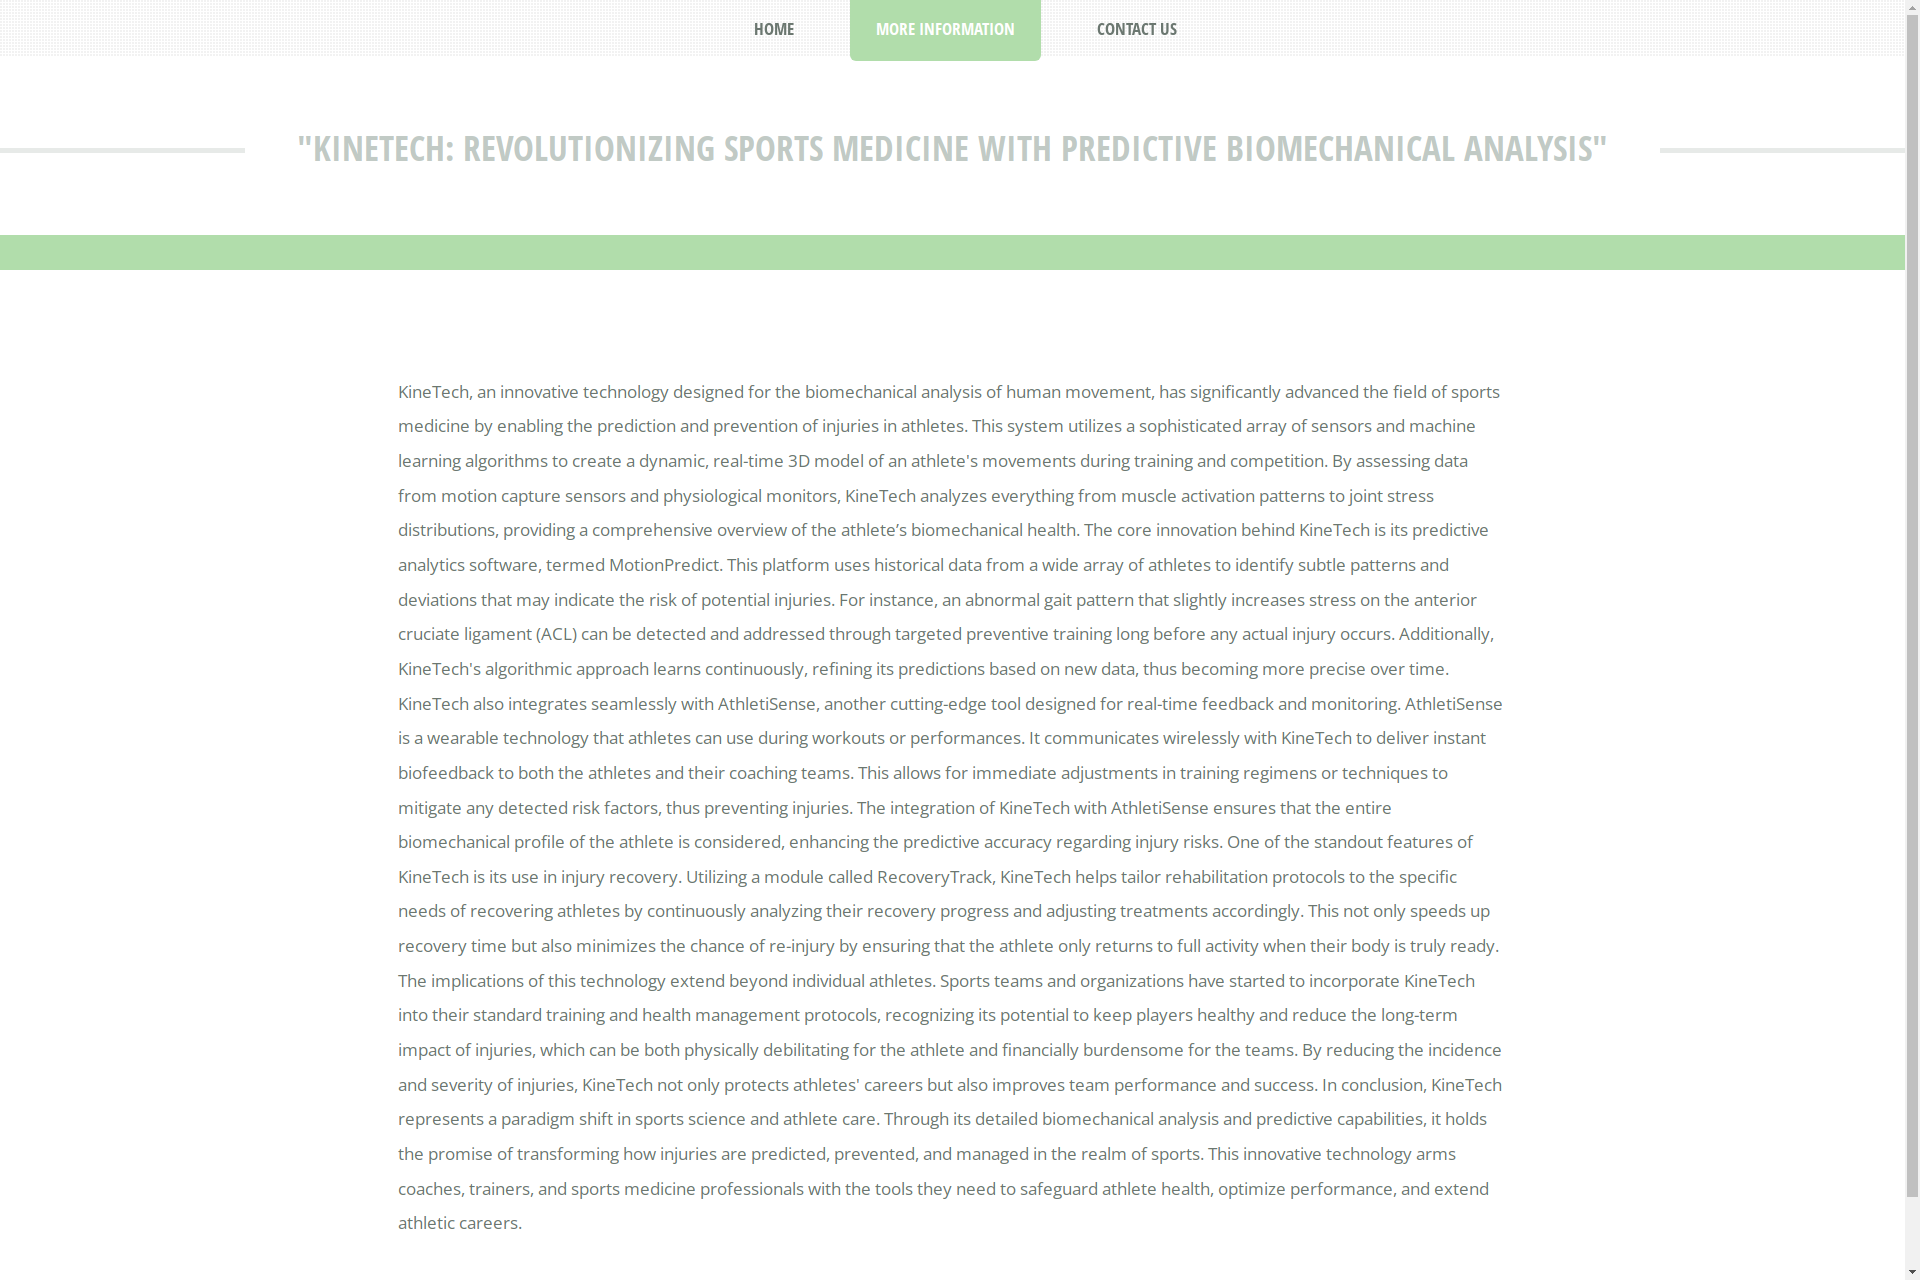 HOME
MORE INFORMATION
CONTACT US
"KINETECH: REVOLUTIONIZING SPORTS MEDICINE WITH PREDICTIVE BIOMECHANICAL ANALYSIS"
KineTech, an innovative technology designed for the biomechanical analysis of human movement, has significantly advanced the field of sports
medicine by enabling the prediction and prevention of injuries in athletes. This system utilizes a sophisticated array of sensors and machine
learning algorithms to create a dynamic, real-time 3D model of an athlete's movements during training and competition. By assessing data
from motion capture sensors and physiological monitors, KineTech analyzes everything from muscle activation patterns to joint stress
distributions, providing a comprehensive overview of the athlete’s biomechanical health. The core innovation behind KineTech is its predictive
analytics software, termed MotionPredict. This platform uses historical data from a wide array of athletes to identify subtle patterns and
deviations that may indicate the risk of potential injuries. For instance, an abnormal gait pattern that slightly increases stress on the anterior
cruciate ligament (ACL) can be detected and addressed through targeted preventive training long before any actual injury occurs. Additionally,
KineTech's algorithmic approach learns continuously, refining its predictions based on new data, thus becoming more precise over time.
KineTech also integrates seamlessly with AthletiSense, another cutting-edge tool designed for real-time feedback and monitoring. AthletiSense
is a wearable technology that athletes can use during workouts or performances. It communicates wirelessly with KineTech to deliver instant
biofeedback to both the athletes and their coaching teams. This allows for immediate adjustments in training regimens or techniques to
mitigate any detected risk factors, thus preventing injuries. The integration of KineTech with AthletiSense ensures that the entire
biomechanical profile of the athlete is considered, enhancing the predictive accuracy regarding injury risks. One of the standout features of
KineTech is its use in injury recovery. Utilizing a module called RecoveryTrack, KineTech helps tailor rehabilitation protocols to the specific
needs of recovering athletes by continuously analyzing their recovery progress and adjusting treatments accordingly. This not only speeds up
recovery time but also minimizes the chance of re-injury by ensuring that the athlete only returns to full activity when their body is truly ready.
The implications of this technology extend beyond individual athletes. Sports teams and organizations have started to incorporate KineTech
into their standard training and health management protocols, recognizing its potential to keep players healthy and reduce the long-term
impact of injuries, which can be both physically debilitating for the athlete and financially burdensome for the teams. By reducing the incidence
and severity of injuries, KineTech not only protects athletes' careers but also improves team performance and success. In conclusion, KineTech
represents a paradigm shift in sports science and athlete care. Through its detailed biomechanical analysis and predictive capabilities, it holds
the promise of transforming how injuries are predicted, prevented, and managed in the realm of sports. This innovative technology arms
coaches, trainers, and sports medicine professionals with the tools they need to safeguard athlete health, optimize performance, and extend
athletic careers.